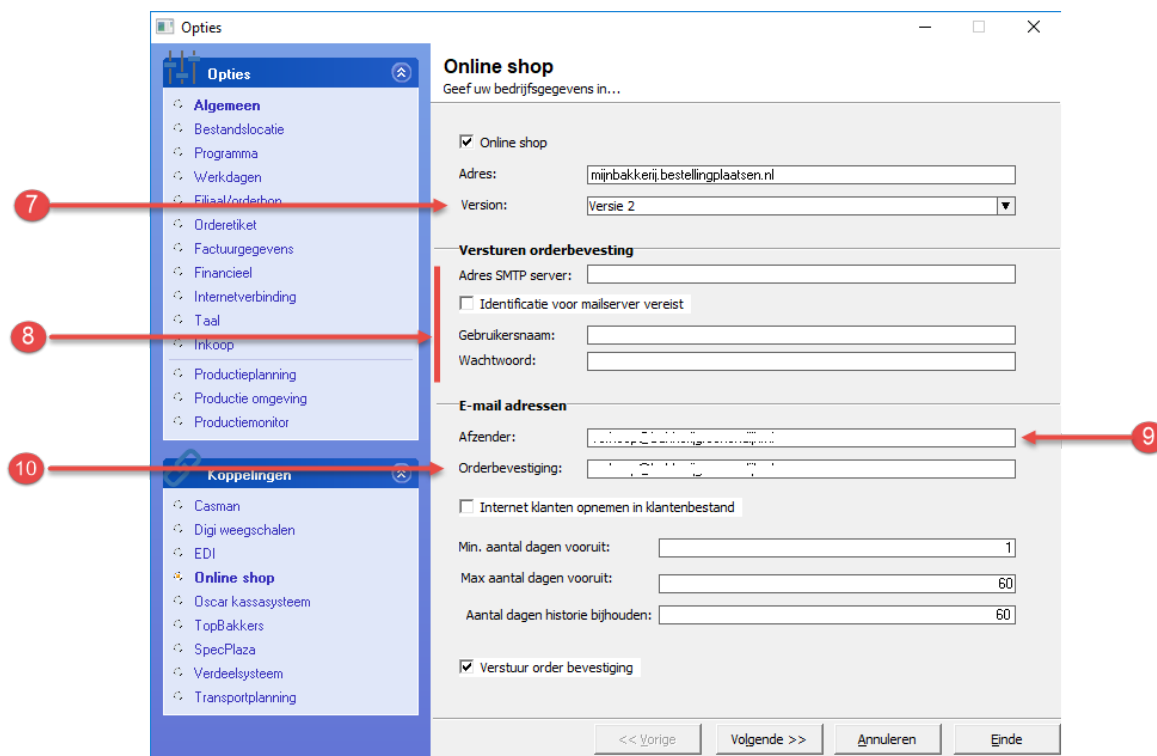 Opties
Opties
Algemeen
Bestandslocatie
Programma
Werkdagen
Filiaal/orderbon
Orderetiket
Factuurgegevens
Financieel
Internetverbinding
Taal
Inkoop
Productieplanning
Productie omgeving
Productiemonitor
Koppelingen
Casman
Digi weegschalen
EDI
Online shop
Oscar kassasysteem
TopBakkers
SpecPlaza
Verdeelsysteem
Transportplanning
Online shop
Geef uw bedrijfsgegevens in...
Online shop
Adres: mijnbakkerij.bestellingplaatsen.nl
Version: Versie 2
Versturen orderbevesting
Adres SMTP server:
Identificatie voor mailserver vereist
Gebruikersnaam:
Wachtwoord:
E-mail adressen
Afzender:
Orderbevestiging:
Internet klanten opnemen in klantenbestand
Min. aantal dagen vooruit: 1
Max aantal dagen vooruit: 60
Aantal dagen historie bijhouden: 60
Verstuur order bevestiging
<< Vorige Volgende >> Annuleren Einde
7
8
9
10